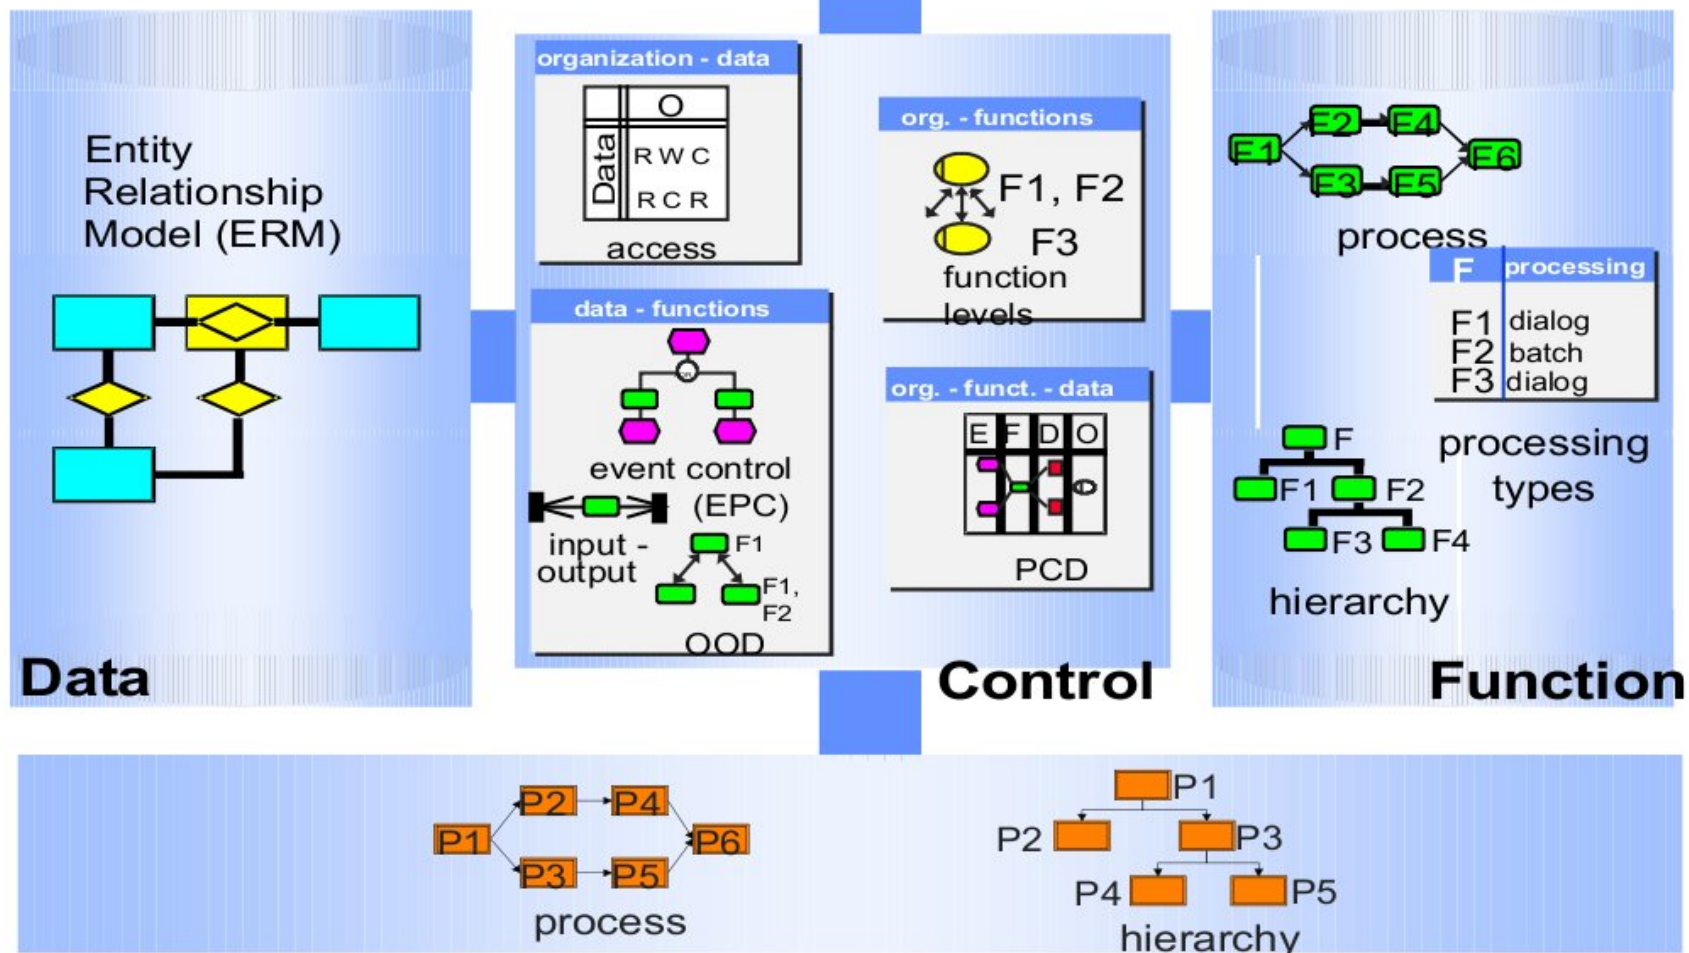 Entity
Relationship
Model (ERM)
Data
organization - data
O
Data
R W C
R C R
access
data - functions
event control
(EPC)
input -
output
F1
F1,
F2
OOD
org. - functions
F1, F2
F3
function
levels
org. - funct. - data
E F D O
PCD
Control
F1
F2
F4
F3
F5
F6
process
F processing
F1 dialog
F2 batch
F3 dialog
processing
types
F
F1
F2
F3
F4
hierarchy
Function
P1
P2
P4
P3
P5
P6
process
P1
P2
P3
P4
P5
hierarchy